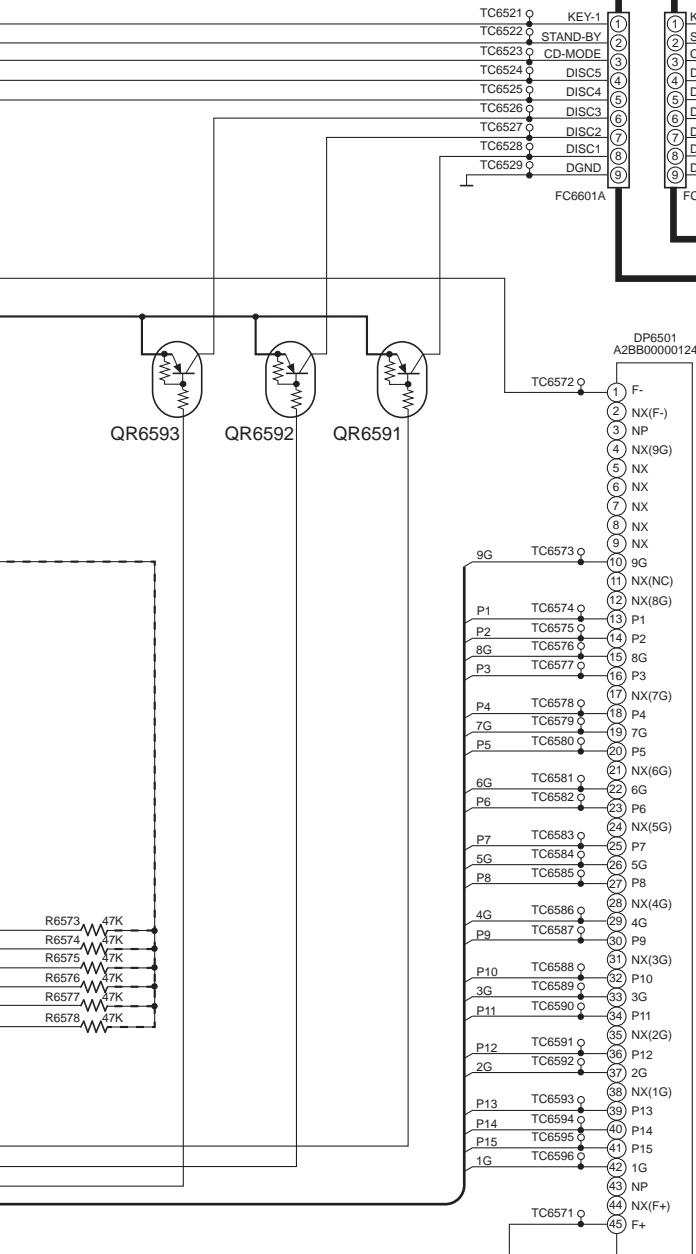 TC6521 KEY-1 1 1 K
TC6522 STAND-BY 2 2 S
TC6523 CD-MODE 3 3 C
TC6524 DISC5 4 4 D
TC6525 DISC4 5 5 D
TC6526 DISC3 6 6 D
TC6527 DISC2 7 7 D
TC6528 DISC1 8 8 D
TC6529 DGND 9 9 D
FC6601A FC
DP6501
A2BB00000124
TC6572 1 F-
2 NX(F-)
3 NP
QR6593 QR6592 QR6591
4 NX(9G)
5 NX
6 NX
7 NX
8 NX
9 NX
9G TC6573 10 9G
11 NX(NC)
12 NX(8G)
P1 TC6574 13 P1
P2 TC6575 14 P2
8G TC6576 15 8G
P3 TC6577 16 P3
17 NX(7G)
P4 TC6578 18 P4
7G TC6579 19 7G
P5 TC6580 20 P5
21 NX(6G)
6G TC6581 22 6G
P6 TC6582 23 P6
24 NX(5G)
P7 TC6583 25 P7
5G TC6584 26 5G
P8 TC6585 27 P8
28 NX(4G)
4G TC6586 29 4G
P9 TC6587 30 P9
31 NX(3G)
P10 TC6588 32 P10
3G TC6589 33 3G
P11 TC6590 34 P11
35 NX(2G)
P12 TC6591 36 P12
2G TC6592 37 2G
38 NX(1G)
P13 TC6593 39 P13
P14 TC6594 40 P14
P15 TC6595 41 P15
1G TC6596 42 1G
43 NP
44 NX(F+)
TC6571 45 F+
R6573 47K
R6574 47K
R6575 47K
R6576 47K
R6577 47K
R6578 47K